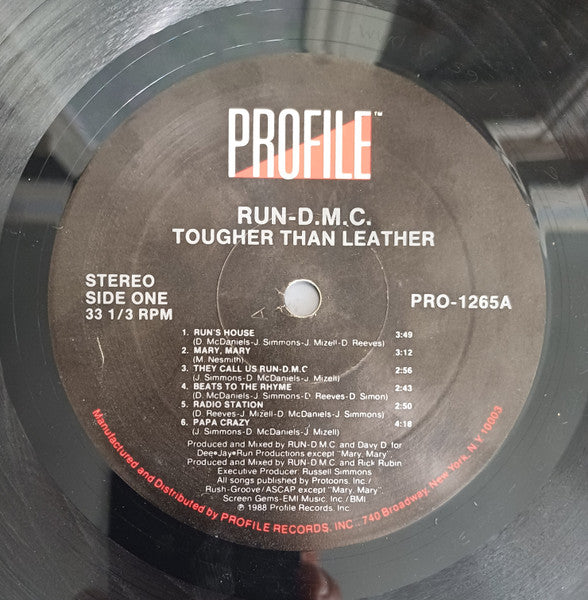 PROFILE™
RUN-D.M.C.
TOUGHER THAN LEATHER
STEREO
SIDE ONE
33 1/3 RPM
PRO-1265A
1. RUN'S HOUSE 3:49
(D. McDaniels-J. Simmons-J. Mizell-D. Reeves)
2. MARY, MARY 3:12
(M. Nesmith)
3. THEY CALL US RUN-D.M.C 2:56
(J. Simmons-D. McDaniels-J. Mizell)
4. BEATS TO THE RHYME 2:43
(D. McDaniels-J. Simmons-D. Reeves-D. Simon)
5. RADIO STATION 2:50
(D. Reeves-J. Mizell-D. McDaniels-J. Simmons)
6. PAPA CRAZY 4:18
(J. Simmons-D. McDaniels-J. Mizell)
Produced and Mixed by RUN-D.M.C. and Davy D. for
Dee•Jay•Run Productions except "Mary, Mary"
Produced and Mixed by RUN-D.M.C. and Rick Rubin
Executive Producer: Russell Simmons
All songs published by Protoons, Inc./
Rush-Groove/ASCAP except "Mary, Mary"
Screen Gems-EMI Music, Inc./BMI
℗ 1988 Profile Records, Inc.
Manufactured and Distributed by PROFILE RECORDS, INC., 740 Broadway, New York, N.Y. 10003